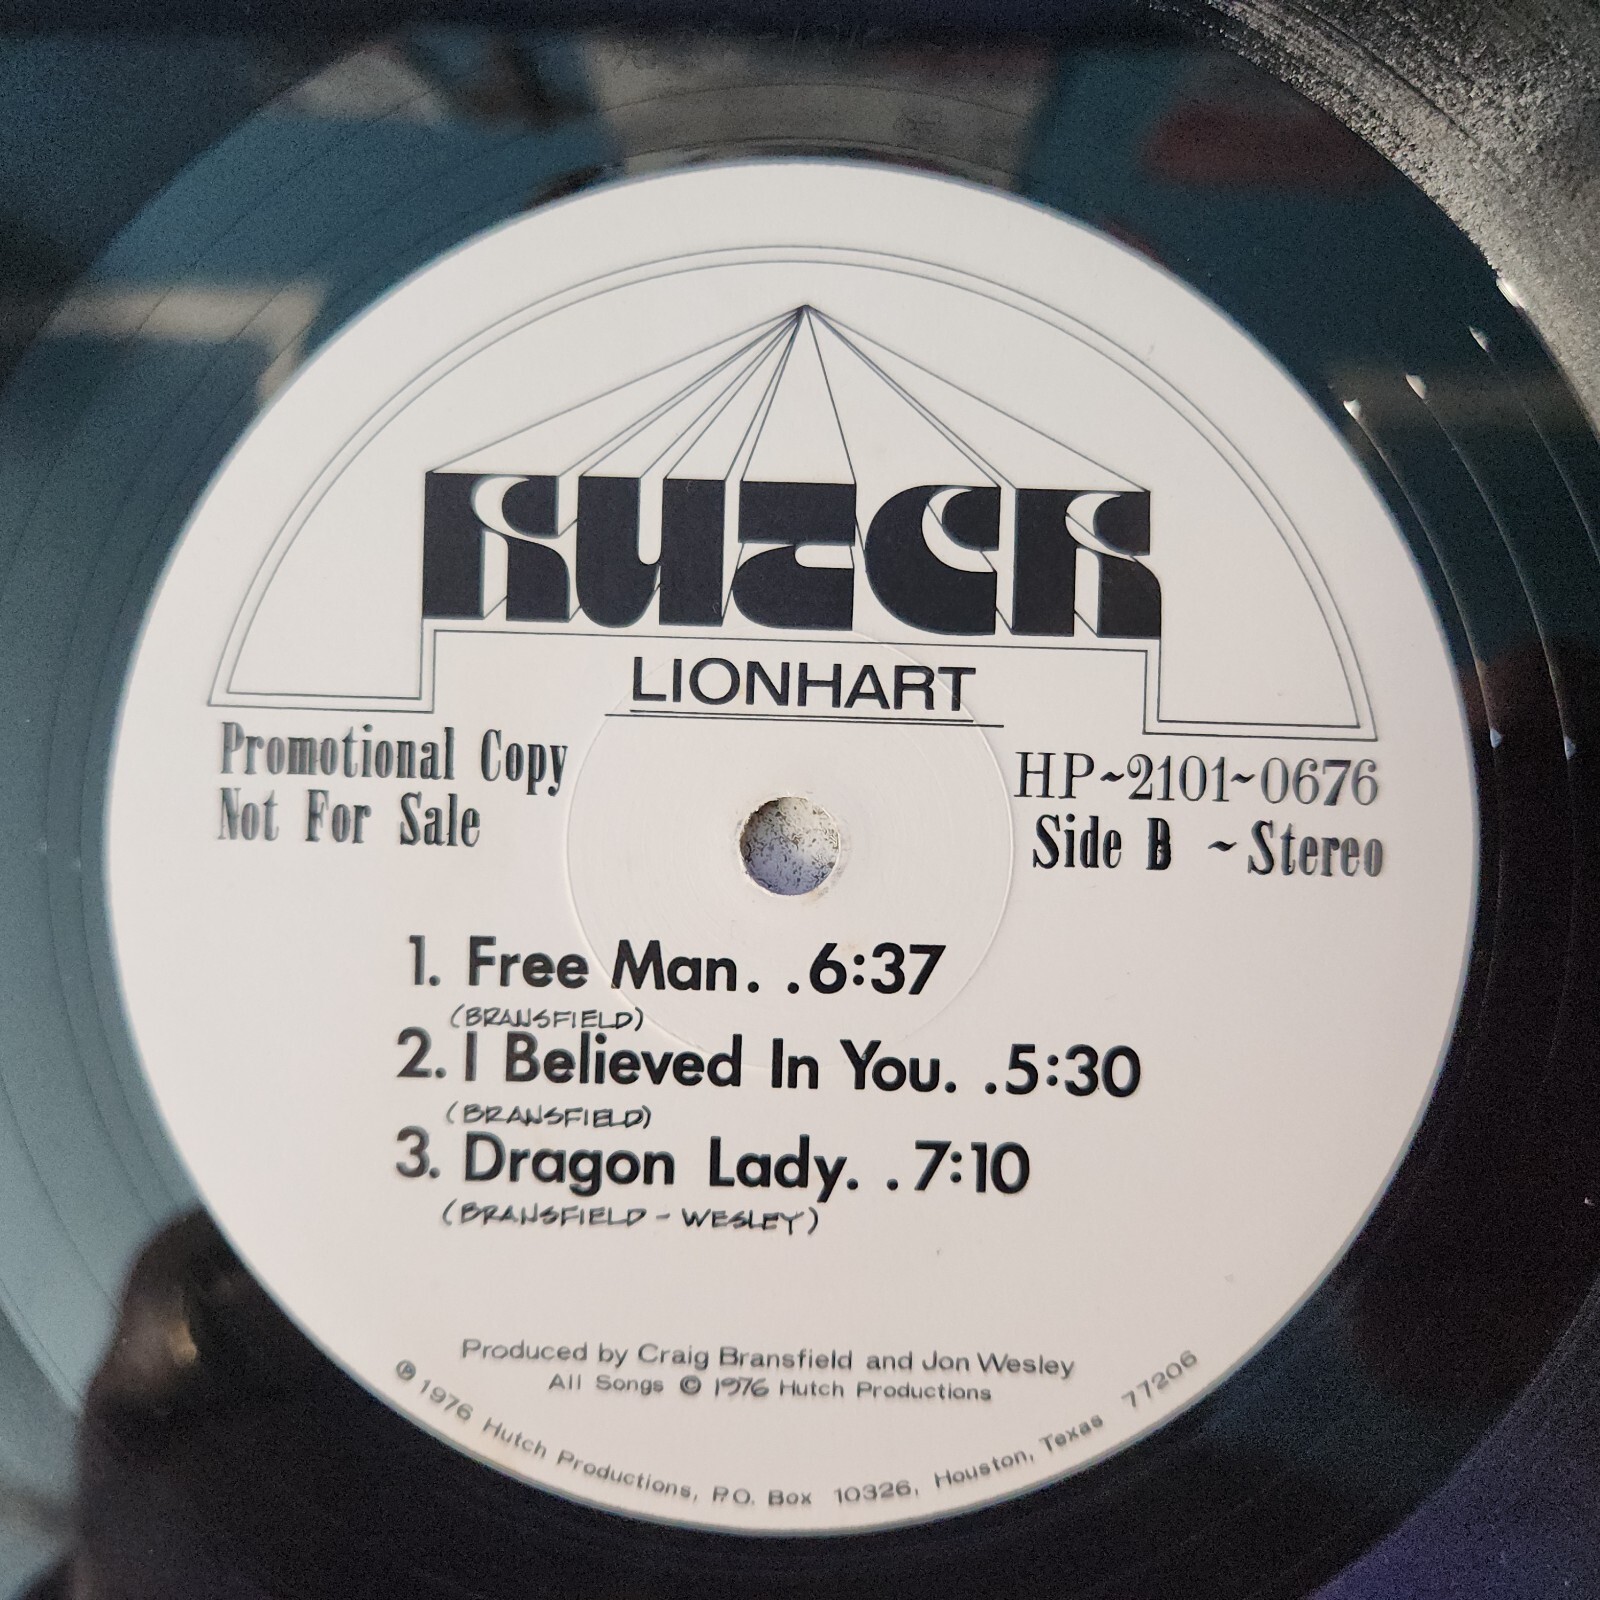 HUTCH
LIONHART
Promotional Copy
Not For Sale
HP~2101~0676
Side B ~Stereo
1. Free Man. .6:37
(BRANSFIELD)
2. I Believed In You. .5:30
(BRANSFIELD)
3. Dragon Lady. .7:10
(BRANSFIELD - WESLEY)
Produced by Craig Bransfield and Jon Wesley
All Songs © 1976 Hutch Productions
℗ 1976 Hutch Productions, P.O. Box 10326, Houston, Texas 77206